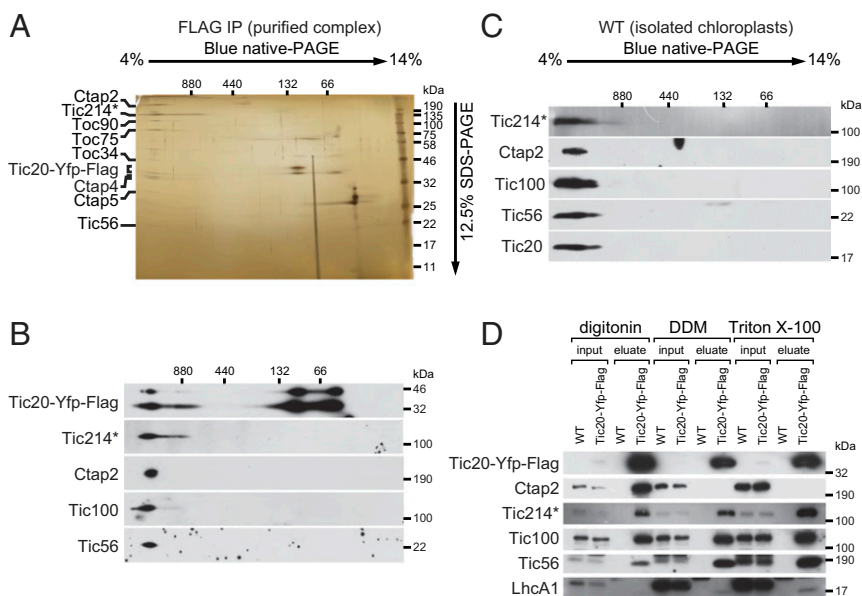 A
FLAG IP (purified complex)
Blue native-PAGE
4%
14%
880 440 132 66
kDa
Ctap2
Tic214*
Toc90
Toc75
Toc34
Tic20-Yfp-Flag
Ctap4
Ctap5
Tic56
190
135
100
75
58
46
32
25
22
17
11
12.5% SDS-PAGE
B
880 440 132 66
kDa
Tic20-Yfp-Flag
46
32
Tic214*
100
Ctap2
190
Tic100
100
Tic56
22
C
WT (isolated chloroplasts)
Blue native-PAGE
4%
14%
880 440 132 66
kDa
Tic214*
100
Ctap2
190
Tic100
100
Tic56
22
Tic20
17
D
digitonin DDM Triton X-100
input eluate input eluate input eluate
WT Tic20-Yfp-Flag WT Tic20-Yfp-Flag WT Tic20-Yfp-Flag WT Tic20-Yfp-Flag WT Tic20-Yfp-Flag WT Tic20-Yfp-Flag
kDa
Tic20-Yfp-Flag
32
Ctap2
190
Tic214*
100
Tic100
100
Tic56
190
LhcA1
17